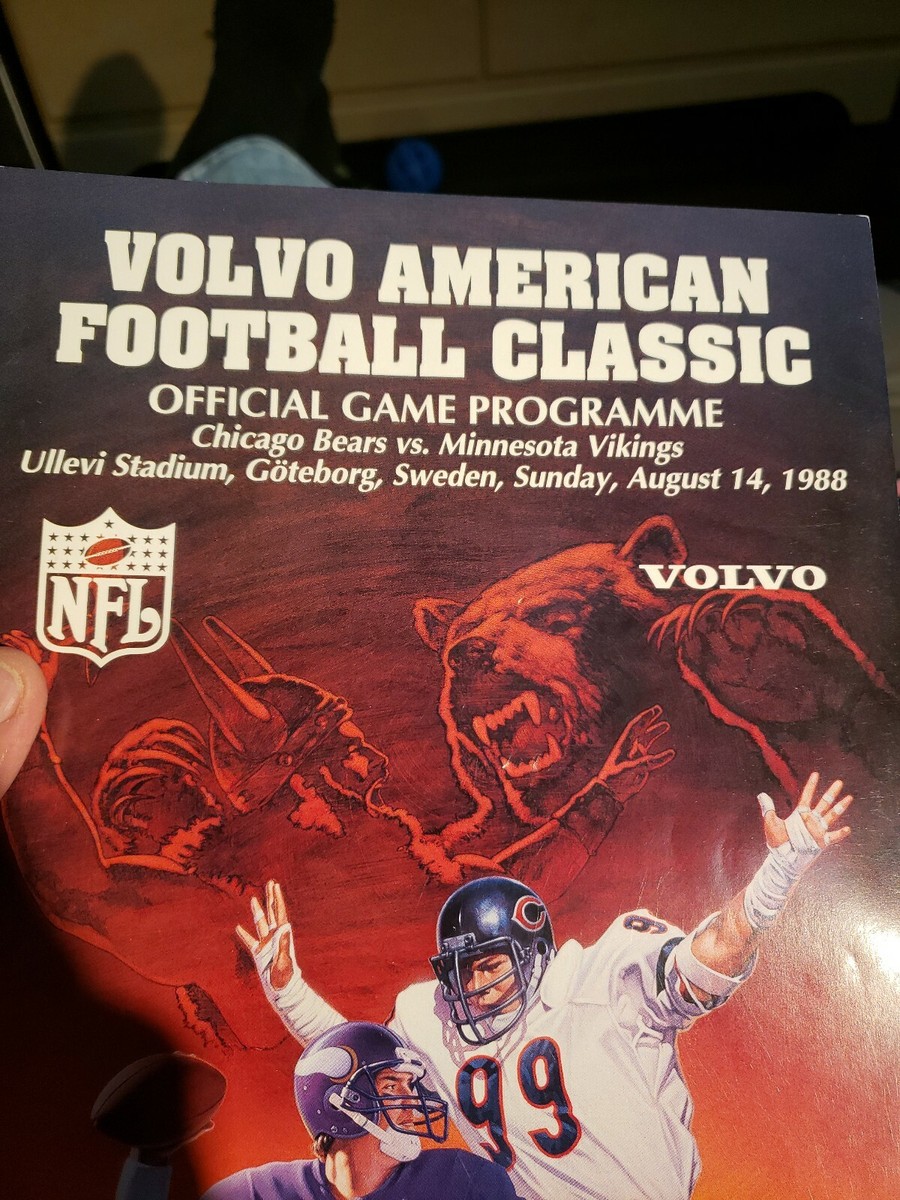 VOLVO AMERICAN
FOOTBALL CLASSIC
OFFICIAL GAME PROGRAMME
Chicago Bears vs. Minnesota Vikings
Ullevi Stadium, Göteborg, Sweden, Sunday, August 14, 1988
NFL
VOLVO
C
9
99